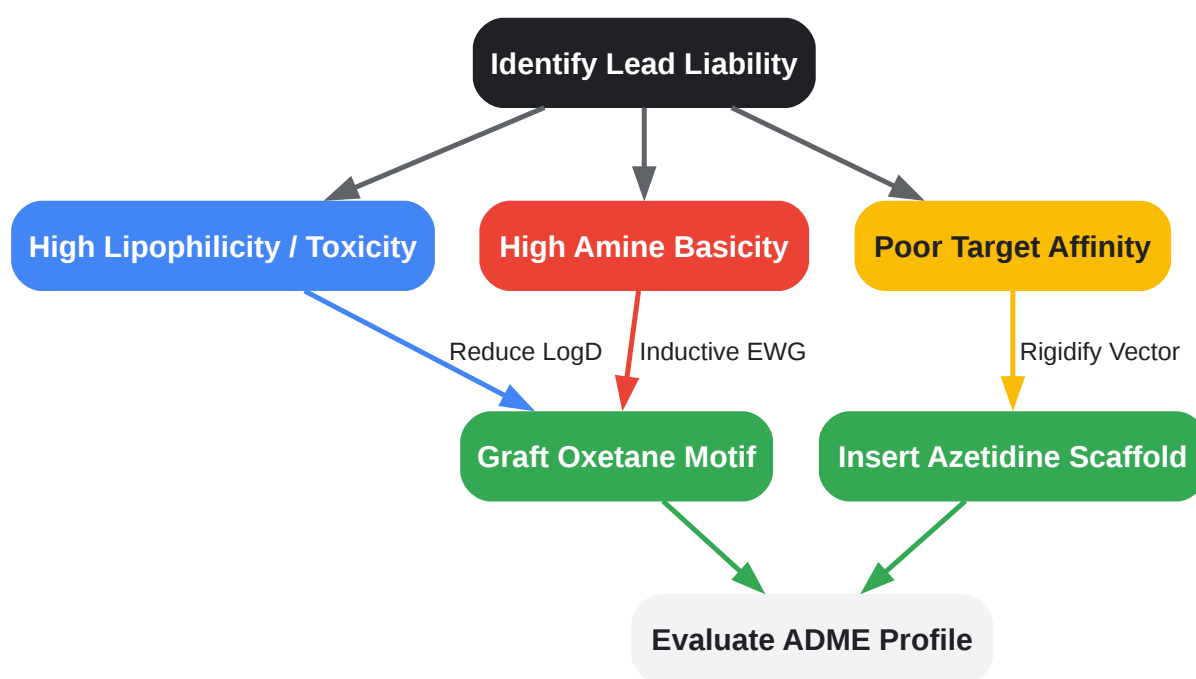 Identify Lead Liability
High Lipophilicity / Toxicity
High Amine Basicity
Poor Target Affinity
Reduce LogD
Inductive EWG
Rigidify Vector
Graft Oxetane Motif
Insert Azetidine Scaffold
Evaluate ADME Profile